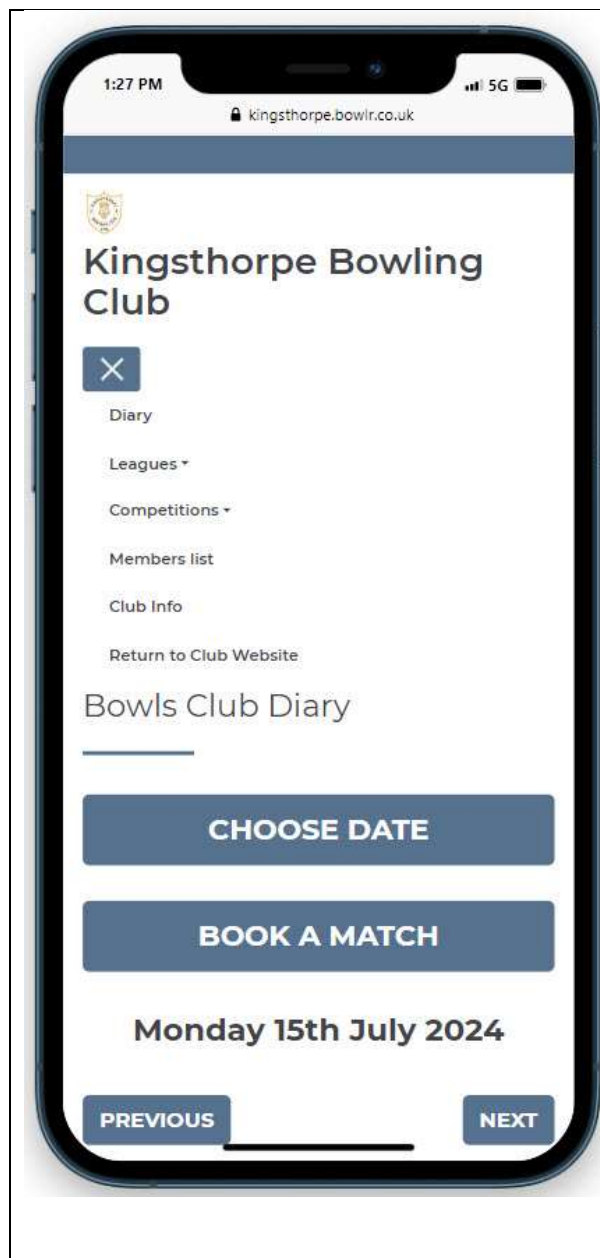 1:27 PM
5G
kingsthorpe.bowlr.co.uk
Kingsthorpe Bowling
Club
Diary
Leagues
Competitions
Members list
Club Info
Return to Club Website
Bowls Club Diary
CHOOSE DATE
BOOK A MATCH
Monday 15th July 2024
PREVIOUS
NEXT